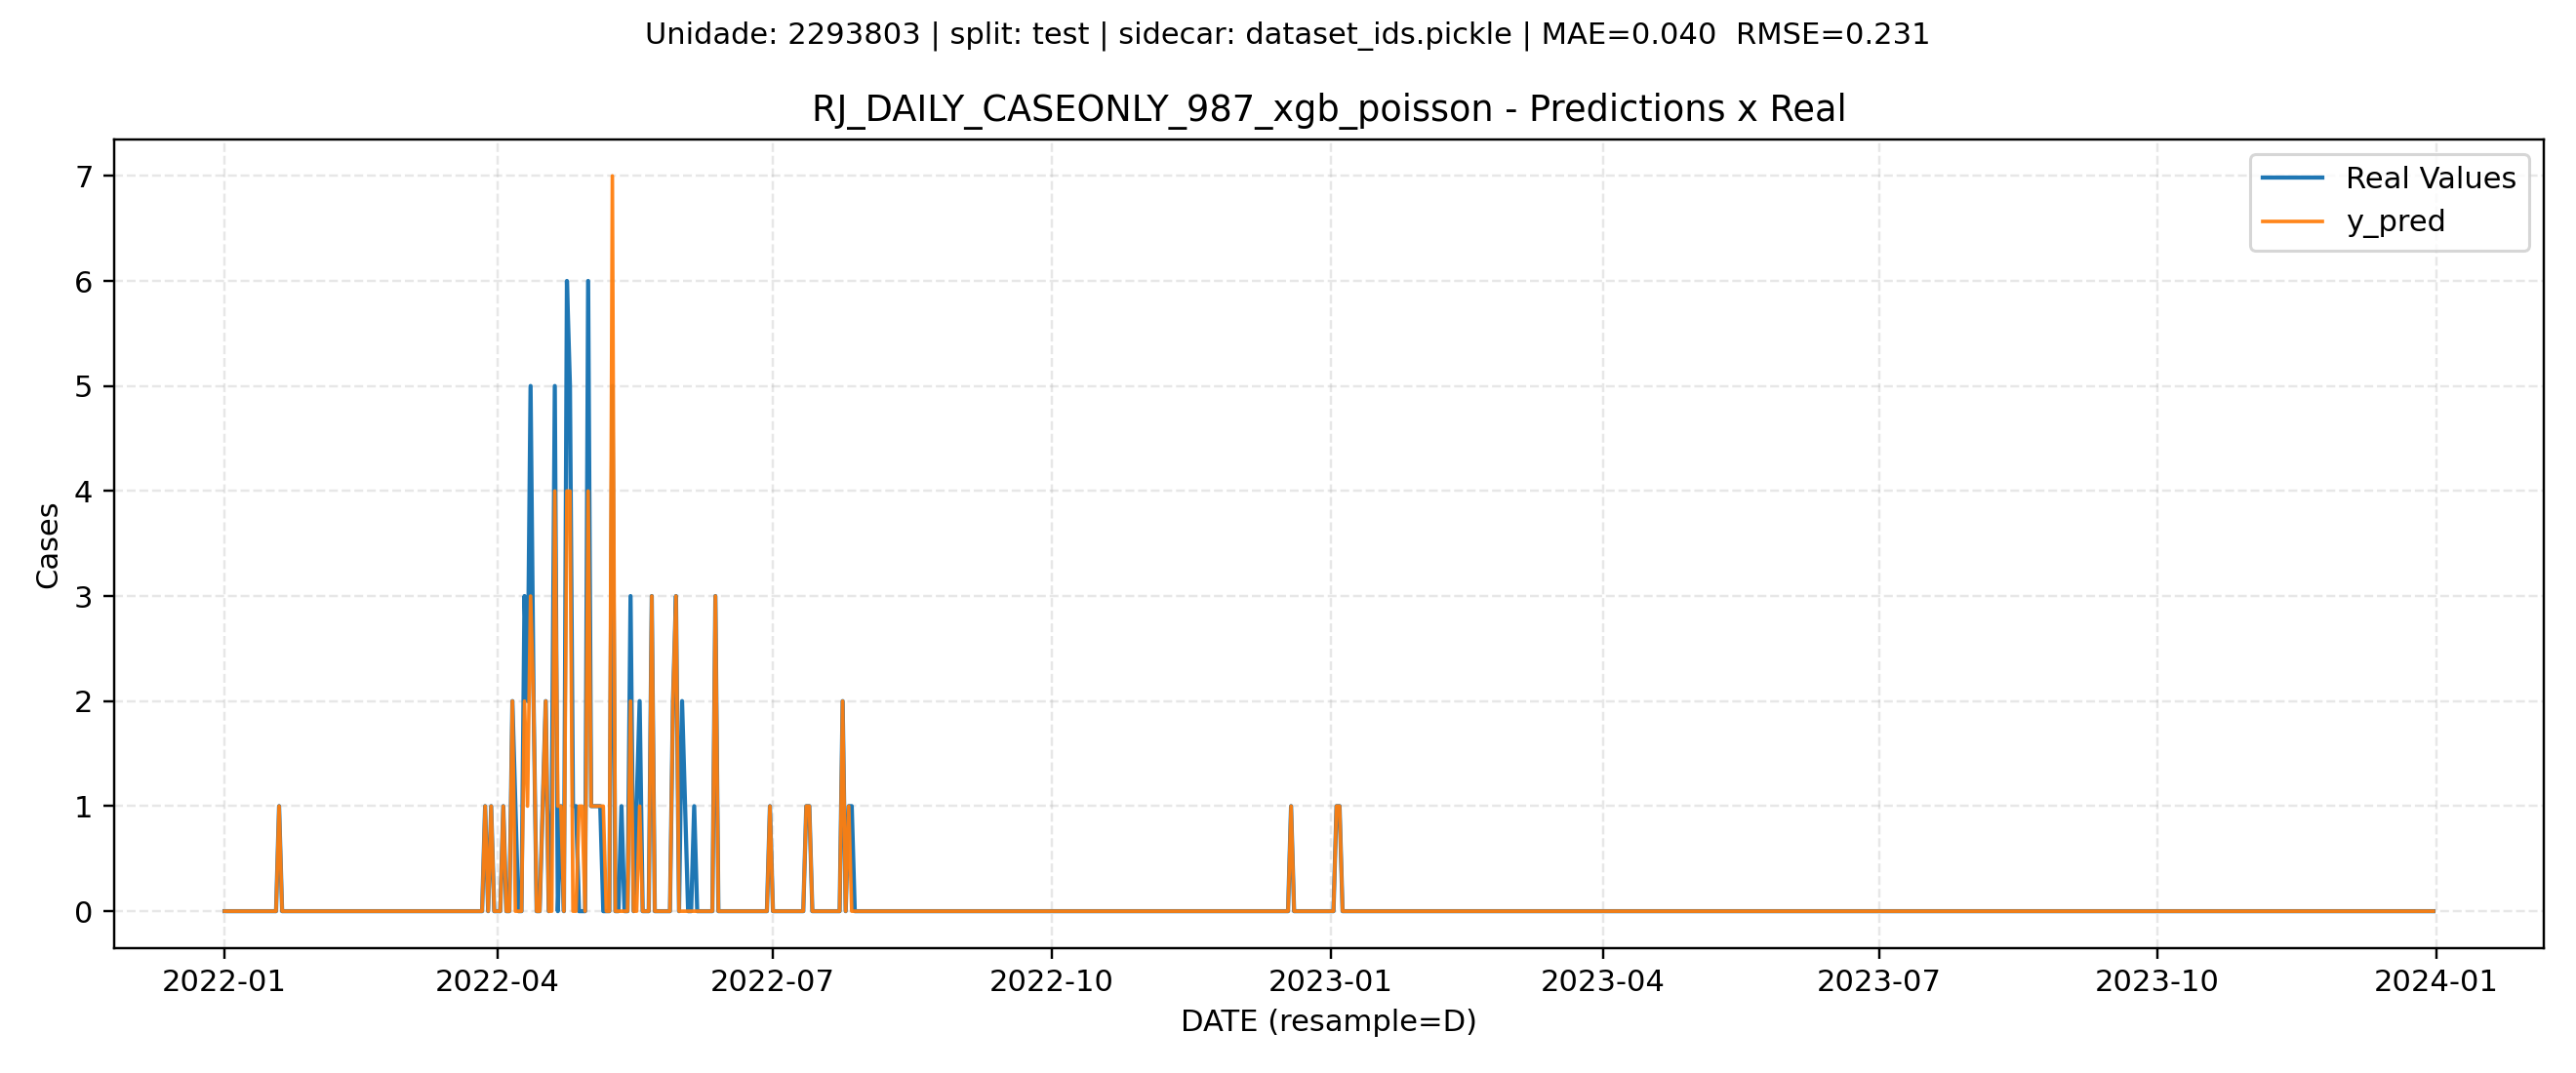 Unidade: 2293803 | split: test | sidecar: dataset_ids.pickle | MAE=0.040  RMSE=0.231
RJ_DAILY_CASEONLY_987_xgb_poisson - Predictions x Real
Real Values
y_pred
7
6
5
4
3
2
1
0
Cases
2022-01
2022-04
2022-07
2022-10
2023-01
2023-04
2023-07
2023-10
2024-01
DATE (resample=D)